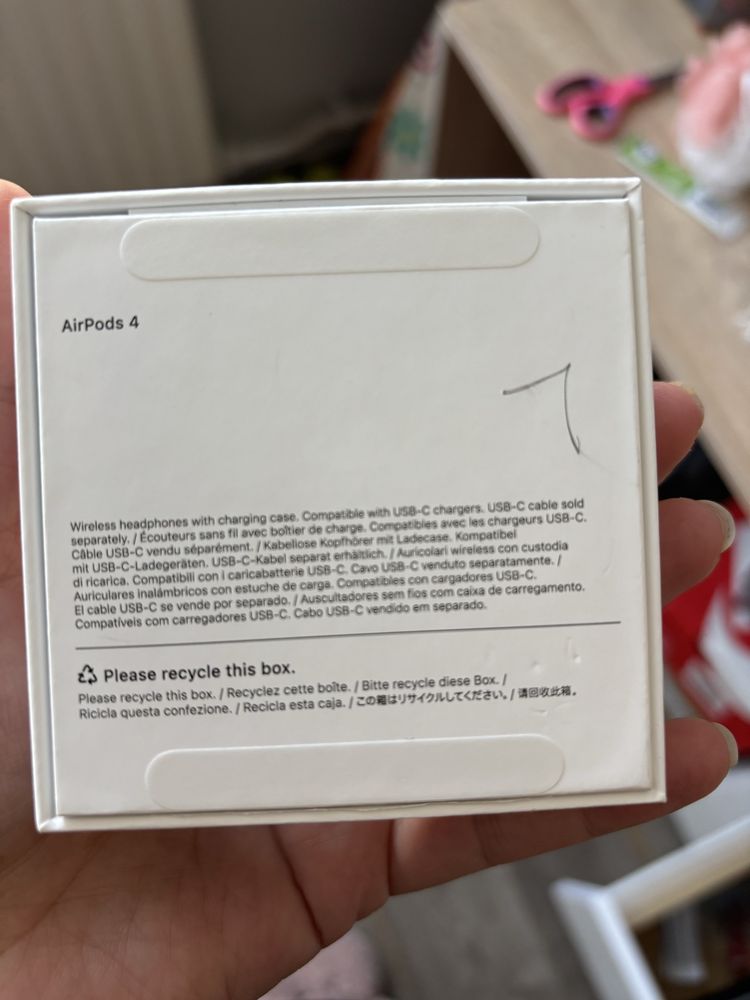 AirPods 4
Wireless headphones with charging case. Compatible with USB-C chargers. USB-C cable sold
separately. / Écouteurs sans fil avec boîtier de charge. Compatibles avec les chargeurs USB-C.
Câble USB-C vendu séparément. / Kabellose Kopfhörer mit Ladecase. Kompatibel
mit USB-C-Ladegeräten. USB-C-Kabel separat erhältlich. / Auricolari wireless con custodia
di ricarica. Compatibili con i caricabatterie USB-C. Cavo USB-C venduto separatamente. /
Auriculares inalámbricos con estuche de carga. Compatibles con cargadores USB-C.
El cable USB-C se vende por separado. / Auscultadores sem fios com caixa de carregamento.
Compatíveis com carregadores USB-C. Cabo USB-C vendido em separado.
Please recycle this box.
Please recycle this box. / Recyclez cette boîte. / Bitte recycle diese Box. /
Ricicla questa confezione. / Recicla esta caja. / この箱はリサイクルしてください。/ 请回收此箱。